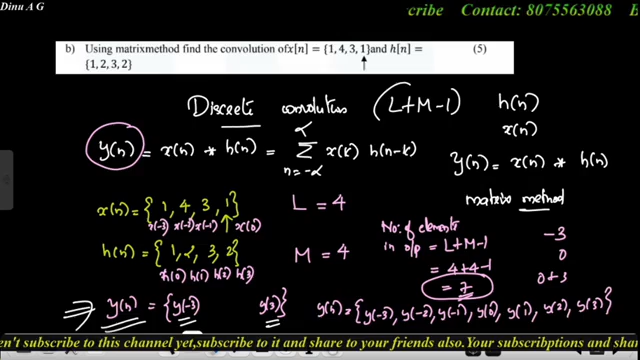 Dinu A G
cribe Contact: 8075563088 #E
b) Using matrixmethod find the convolution ofx[n] = {1, 4, 3, 1}and h[n] = (5)
{1, 2, 3, 2}
Discrete convolution (L+M-1)
h(n)
x(n)
y(n) = x(n) * h(n) = ∑ x(k) h(n-k)
α
n=-α
y(n) = x(n) * h(n)
matrix method
x(n) = {1, 4, 3, 1}
x(-3) x(-2) x(-1) x(0)
L = 4
h(n) = {1, 2, 3, 2}
h(0) h(1) h(2) h(3)
M = 4
No: of elements
in o/p = L+M-1
= 4+4-1
= 7
-3
0
0+3
⇒ y(n) = {y(-3) y(3)}
y(n) = {y(-3), y(-2), y(-1), y(0), y(1), y(2), y(3)}
en't subscribe to this channel yet,subscribe to it and share to your friends also.Your subscribptions and sha